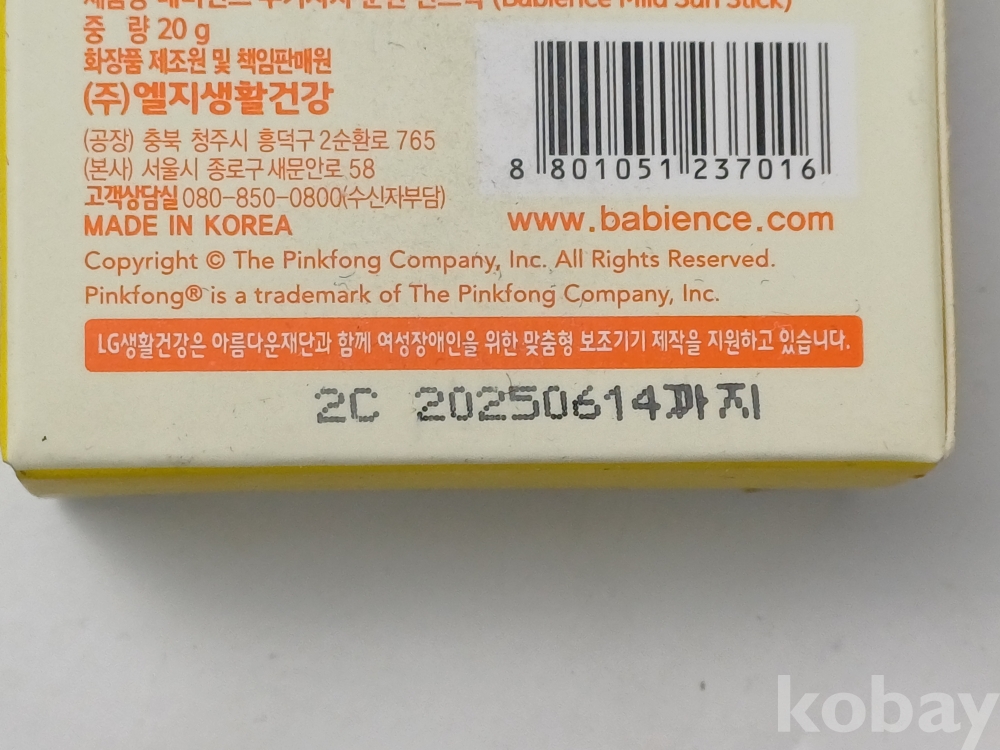 (Babience Mild Sun Stick)
중 량 20 g
화장품 제조원 및 책임판매원
(주)엘지생활건강
(공장) 충북 청주시 흥덕구 2순환로 765
(본사) 서울시 종로구 새문안로 58
고객상담실 080-850-0800(수신자부담)
MADE IN KOREA
8 801051 237016
www.babience.com
Copyright © The Pinkfong Company, Inc. All Rights Reserved.
Pinkfong® is a trademark of The Pinkfong Company, Inc.
LG생활건강은 아름다운재단과 함께 여성장애인을 위한 맞춤형 보조기기 제작을 지원하고 있습니다.
2C 20250614까지
kobay